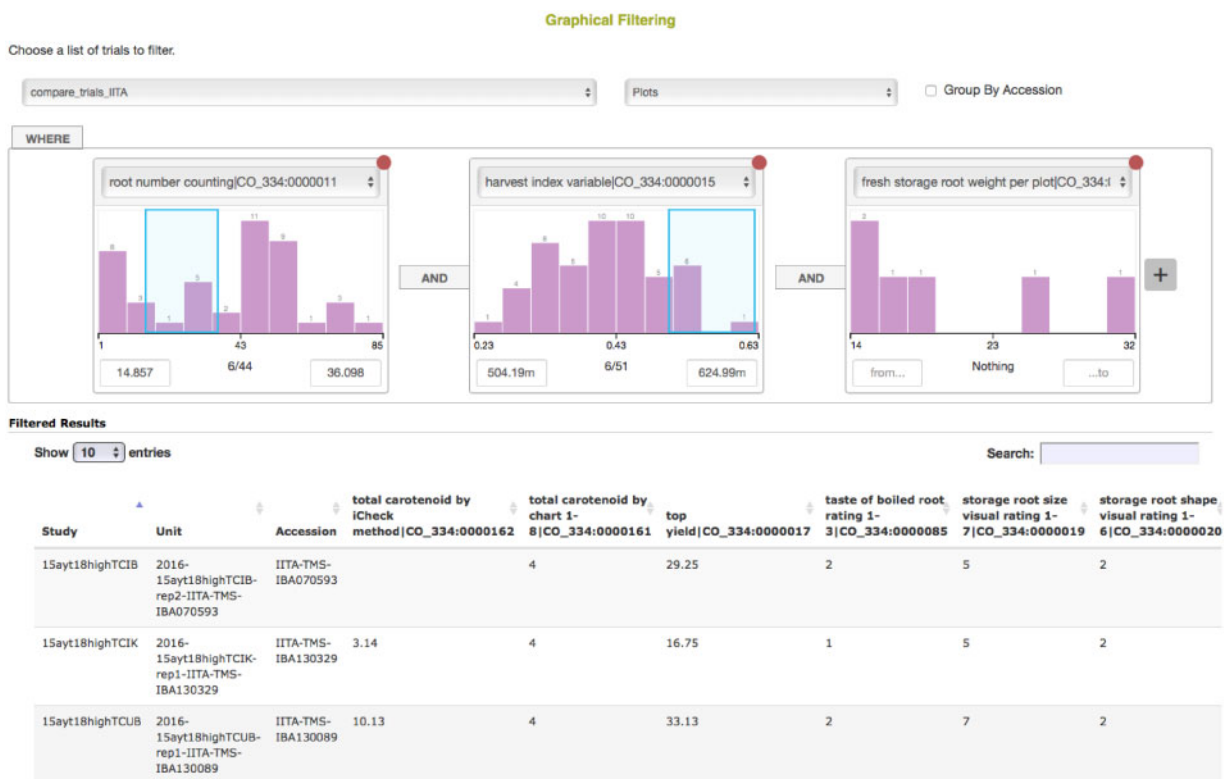 Graphical Filtering
Choose a list of trials to filter.
compare_trials_IITA Plots Group By Accession
WHERE
root number counting|CO_334:0000011 harvest index variable|CO_334:0000015 fresh storage root weight per plot|CO_334:
8 3 1 5 2 11 9 1 3 1
1 4 8 5 10 10 5 6 1
1 1 1 1
AND AND +
1 43 85 0.23 0.43 0.63 14 23 32
14.857 6/44 36.098 504.19m 6/51 624.99m from... Nothing ...to
Filtered Results
Show 10 entries Search:
Study Unit Accession total carotenoid by iCheck method|CO_334:0000162 total carotenoid by chart 1-8|CO_334:0000161 top yield|CO_334:0000017 taste of boiled root rating 1-3|CO_334:0000085 storage root size visual rating 1-7|CO_334:0000019 storage root shape visual rating 1-6|CO_334:0000020
15ayt18highTCIB 2016- IITA-TMS- 4 29.25 2 5 2
15ayt18highTCIB- IBA070593
rep2-IITA-TMS-
IBA070593
15ayt18highTCIK 2016- IITA-TMS- 3.14 4 16.75 1 5 2
15ayt18highTCIK- IBA130329
rep1-IITA-TMS-
IBA130329
15ayt18highTCUB 2016- IITA-TMS- 10.13 4 33.13 2 7 2
15ayt18highTCUB- IBA130089
rep1-IITA-TMS-
IBA130089